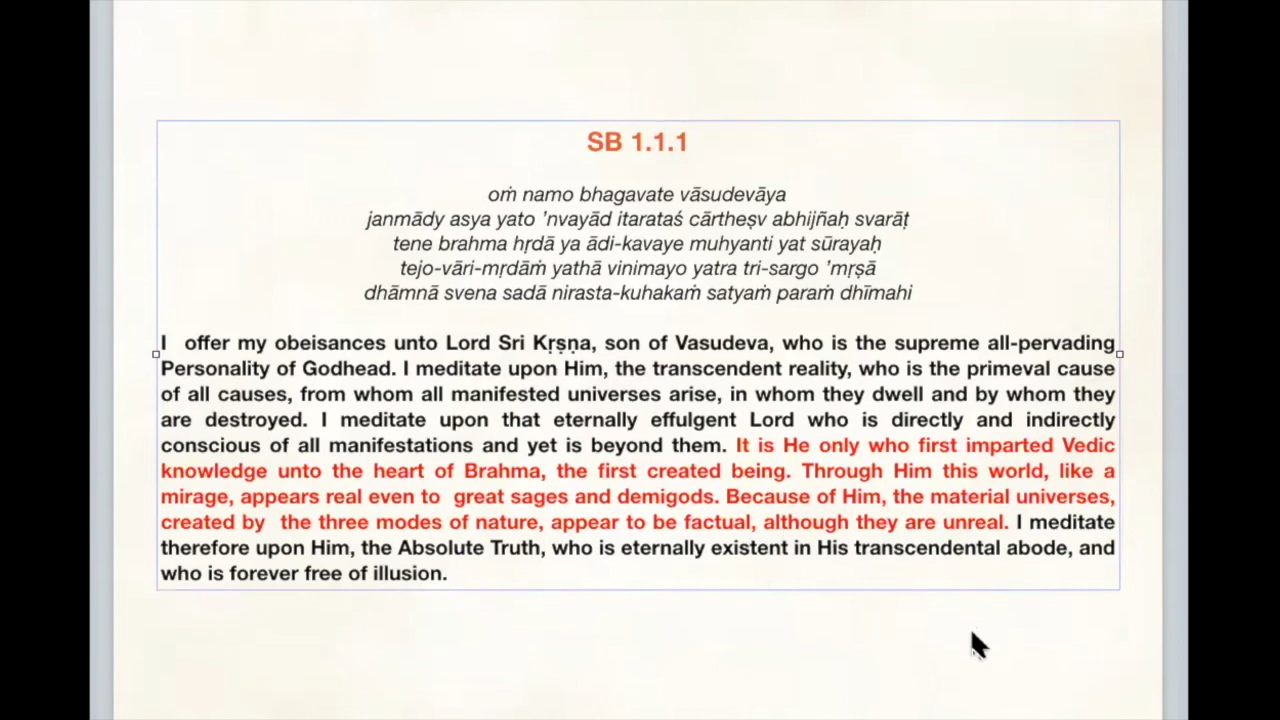 SB 1.1.1
oṁ namo bhagavate vāsudevāya
janmādy asya yato ’nvayād itarataś cārtheṣv abhijñaḥ svarāṭ
tene brahma hṛdā ya ādi-kavaye muhyanti yat sūrayaḥ
tejo-vāri-mṛdāṁ yathā vinimayo yatra tri-sargo ’mṛṣā
dhāmnā svena sadā nirasta-kuhakaṁ satyaṁ paraṁ dhīmahi
I offer my obeisances unto Lord Sri Kṛṣṇa, son of Vasudeva, who is the supreme all-pervading
Personality of Godhead. I meditate upon Him, the transcendent reality, who is the primeval cause
of all causes, from whom all manifested universes arise, in whom they dwell and by whom they
are destroyed. I meditate upon that eternally effulgent Lord who is directly and indirectly
conscious of all manifestations and yet is beyond them. It is He only who first imparted Vedic
knowledge unto the heart of Brahma, the first created being. Through Him this world, like a
mirage, appears real even to great sages and demigods. Because of Him, the material universes,
created by the three modes of nature, appear to be factual, although they are unreal. I meditate
therefore upon Him, the Absolute Truth, who is eternally existent in His transcendental abode, and
who is forever free of illusion.